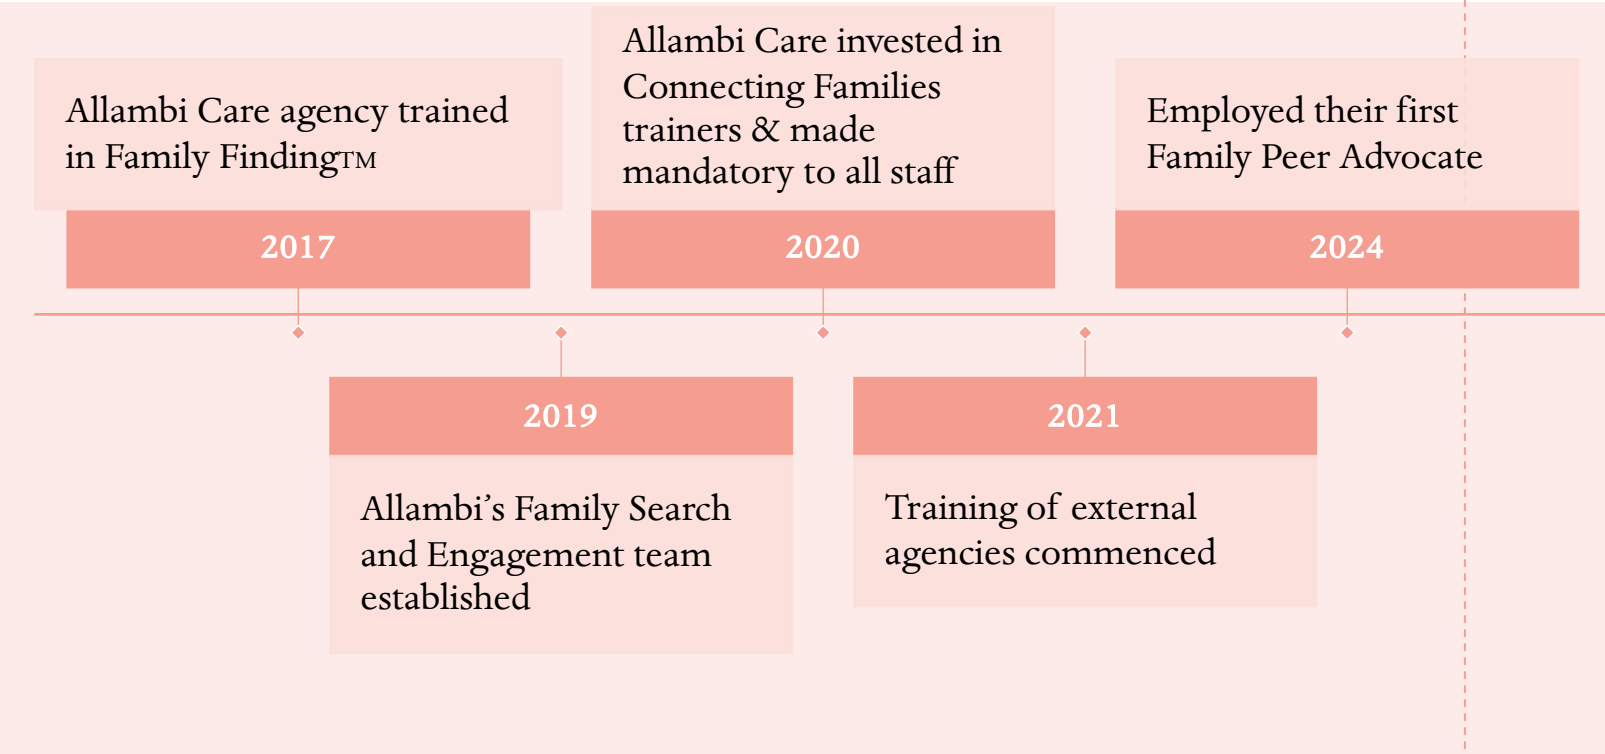 Allambi Care agency trained
in Family Finding™
2017
Allambi’s Family Search
and Engagement team
established
2019
Allambi Care invested in
Connecting Families
trainers & made
mandatory to all staff
2020
Training of external
agencies commenced
2021
Employed their first
Family Peer Advocate
2024